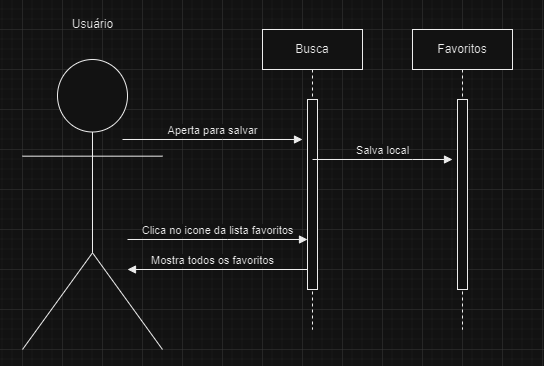 Usuário
Busca
Favoritos
Aperta para salvar
Salva local
Clica no icone da lista favoritos
Mostra todos os favoritos